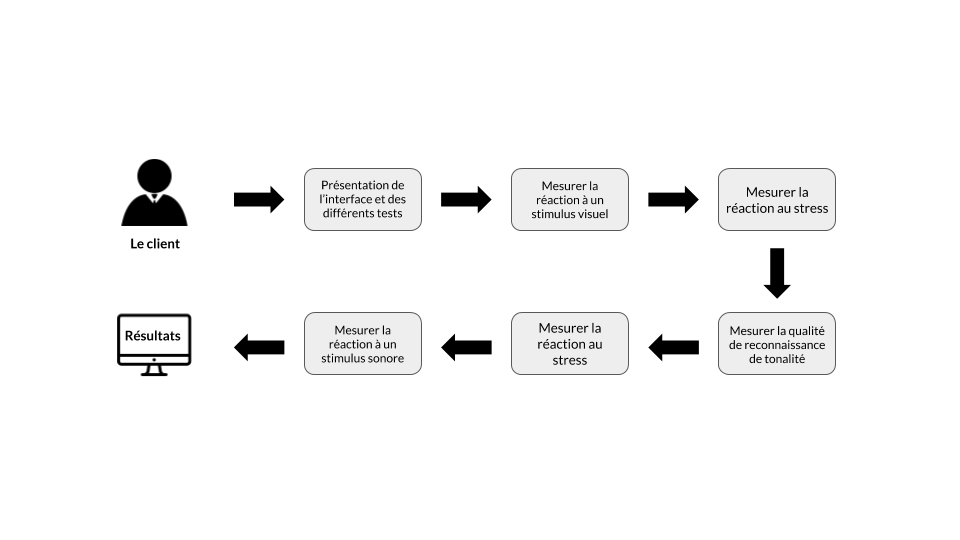 Présentation de
l'interface et des
différents tests
Mesurer la
réaction à un
stimulus visuel
Mesurer la
réaction au stress
Le client
Résultats
Mesurer la
réaction à un
stimulus sonore
Mesurer la
réaction au
stress
Mesurer la qualité
de reconnaissance
de tonalité